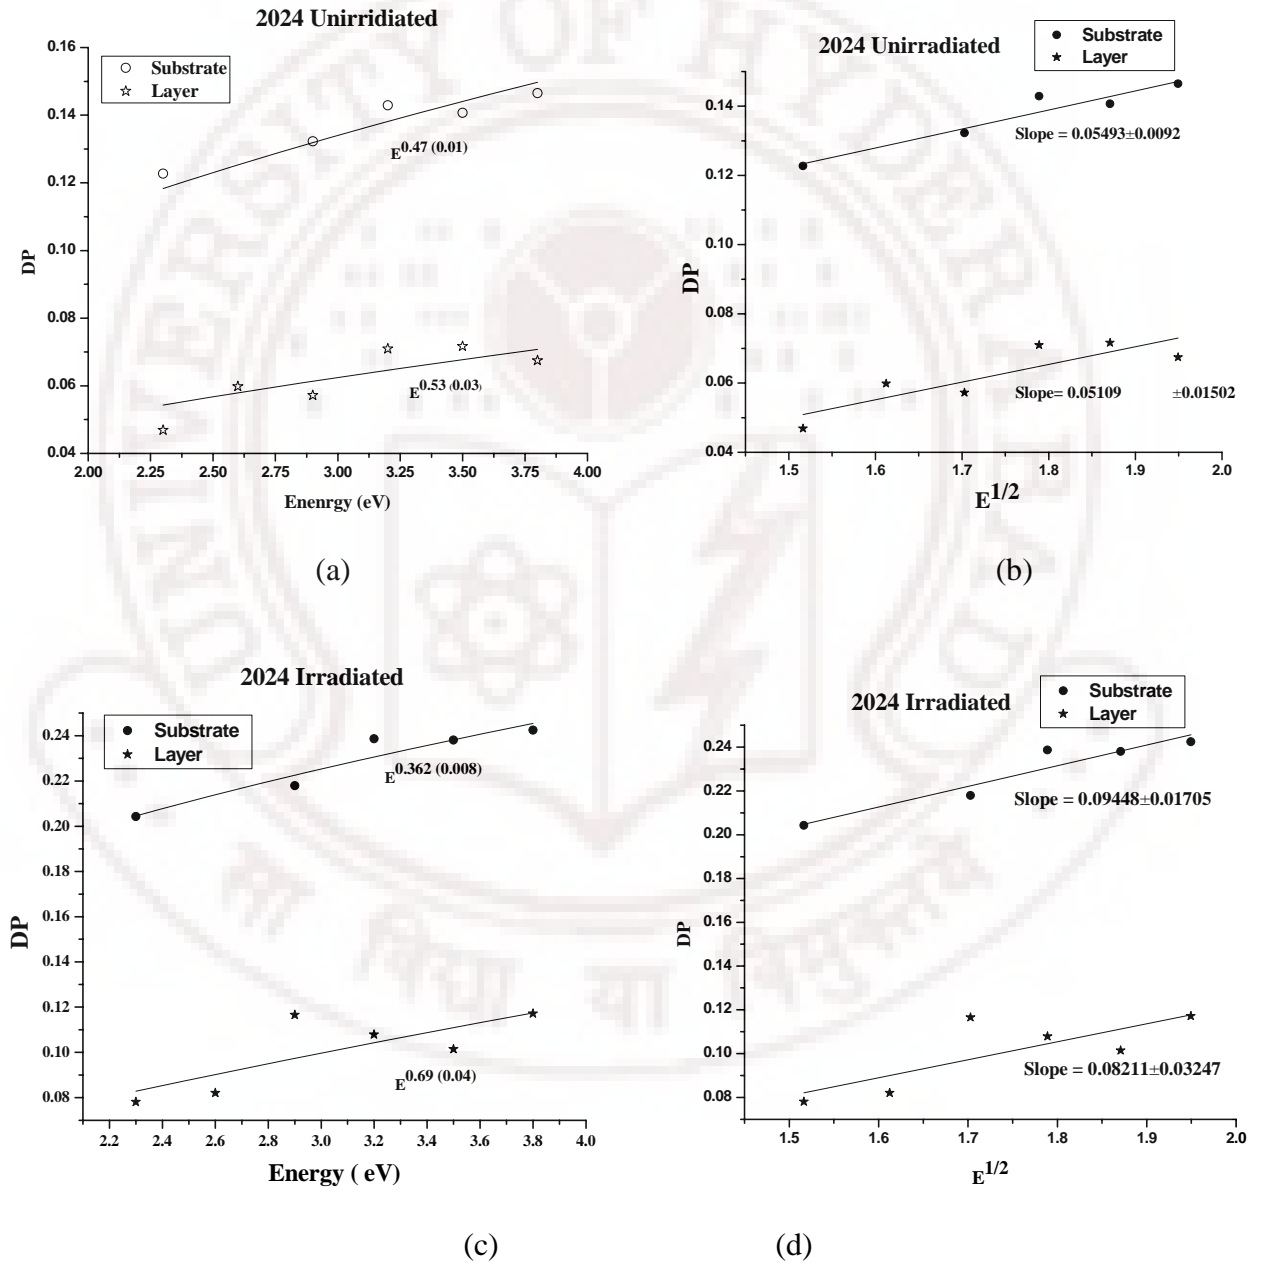 2024 Unirridiated
Substrate
Layer
0.16
0.14
0.12
0.10
0.08
0.06
0.04
DP
E^0.47 (0.01)
E^0.53 (0.03)
2.00 2.25 2.50 2.75 3.00 3.25 3.50 3.75 4.00
Enenrgy (eV)
(a)
2024 Unirradiated
Substrate
Layer
0.14
0.12
0.10
0.08
0.06
0.04
DP
Slope = 0.05493±0.0092
Slope= 0.05109 ±0.01502
1.5 1.6 1.7 1.8 1.9 2.0
E^1/2
(b)
2024 Irradiated
Substrate
Layer
0.24
0.22
0.20
0.18
0.16
0.14
0.12
0.10
0.08
DP
E^0.362 (0.008)
E^0.69 (0.04)
2.2 2.4 2.6 2.8 3.0 3.2 3.4 3.6 3.8 4.0
Energy ( eV)
(c)
2024 Irradiated
Substrate
Layer
0.24
0.22
0.20
0.18
0.16
0.14
0.12
0.10
0.08
DP
Slope = 0.09448±0.01705
Slope = 0.08211±0.03247
1.5 1.6 1.7 1.8 1.9 2.0
E^1/2
(d)
UNIVERSITY OF HYDERABAD
सा
विद्या
या